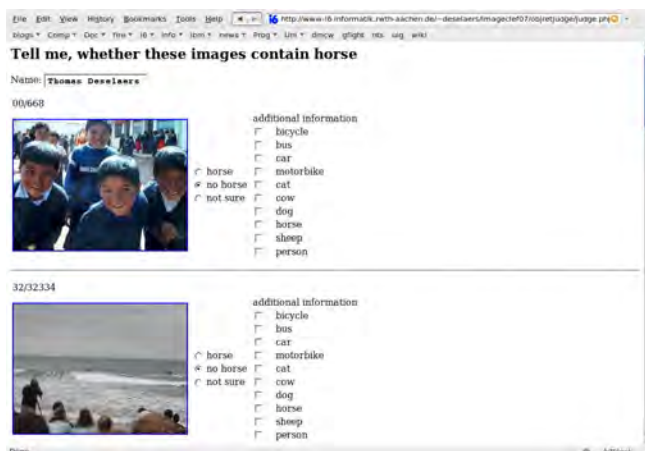 File Edit View History Bookmarks Tools Help http://www-i6.informatik.rwth-aachen.de/~deselaers/imageclef07/objretjudge/judge.php
blogs Comp Doc Fire i6 Info news Prog Uni dmcw gfight nts urg wiki
Tell me, whether these images contain horse
Name: Thomas Deselaers
00/668
additional information
bicycle
bus
car
horse motorbike
no horse cat
not sure cow
dog
horse
sheep
person
32/32334
additional information
bicycle
bus
car
horse motorbike
no horse cat
not sure cow
dog
horse
sheep
person